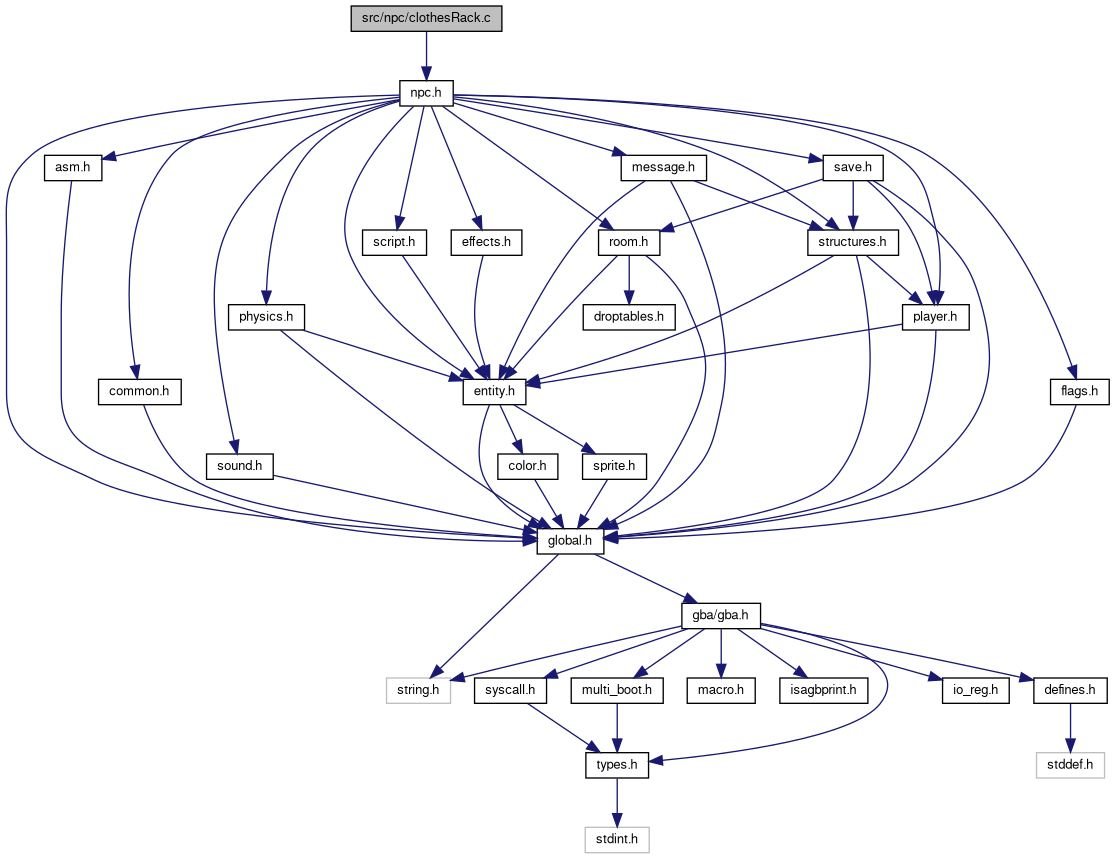 src/npc/clothesRack.c
npc.h
asm.h
message.h
save.h
script.h
effects.h
room.h
structures.h
physics.h
droptables.h
player.h
common.h
entity.h
flags.h
sound.h
color.h
sprite.h
global.h
gba/gba.h
string.h
syscall.h
multi_boot.h
macro.h
isagbprint.h
io_reg.h
defines.h
types.h
stddef.h
stdint.h